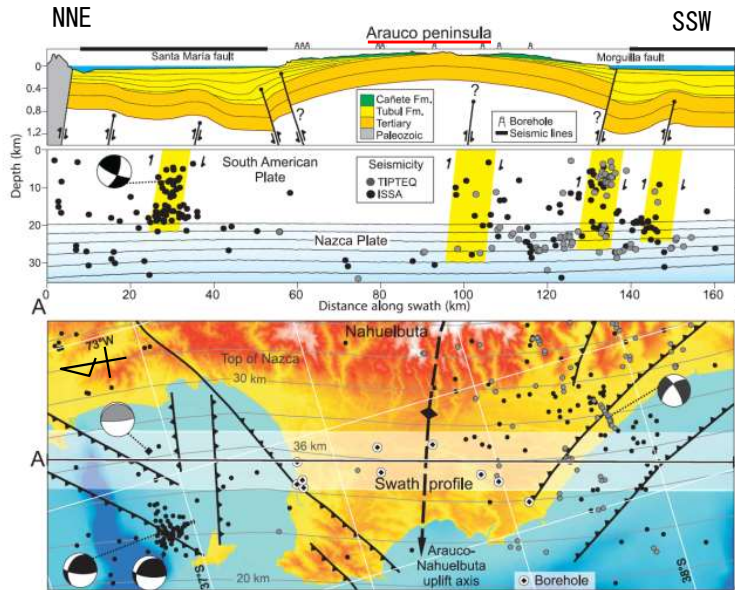 NNE
SSW
Arauco peninsula
Santa María fault
Morguilla fault
0
0.4
0.8
1.2
?
?
?
Cañete Fm.
Tubul Fm.
Tertiary
Paleozoic
Borehole
Seismic lines
Depth (km)
0
10
20
30
South American
Plate
Seismicity
TIPTEQ
ISSA
Nazca Plate
0
20
40
60
80
100
120
140
160
Distance along swath (km)
A
Nahuelbuta
73°W
Top of Nazca
30 km
36 km
A
Swath profile
Arauco-
Nahuelbuta
uplift axis
Borehole
37°S
20 km
38°S